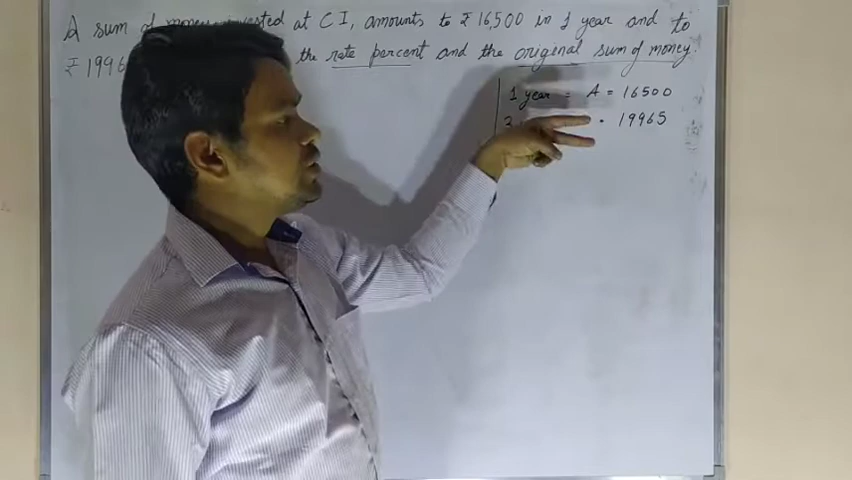 A sum of money invested at C I, amounts to ₹ 16,500 in 1 year and to
₹ 1996 the rate percent and the original sum of money.
1 year = A = 16500
3 = 19965